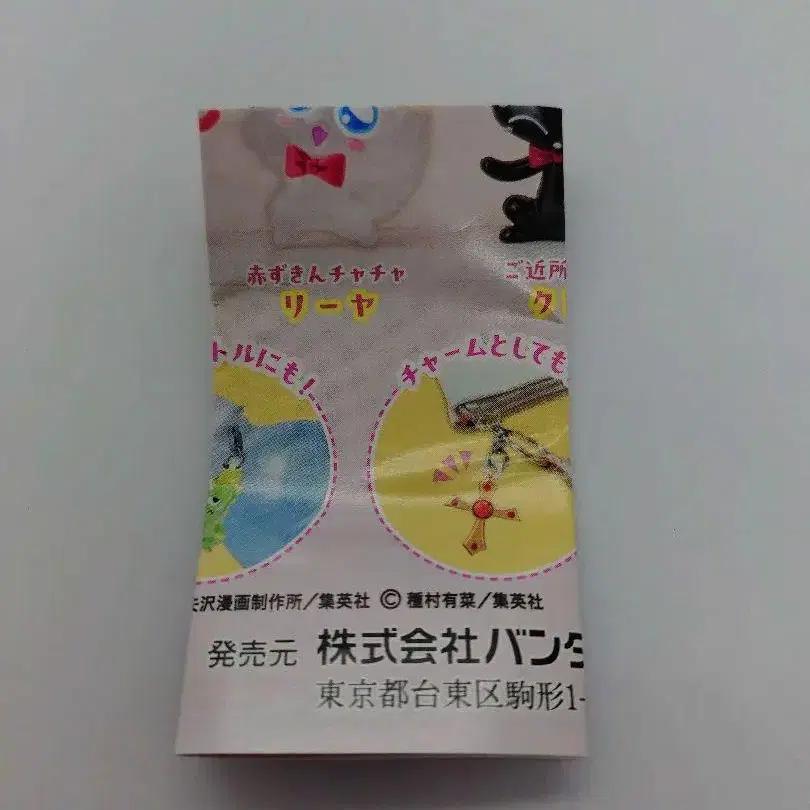 赤ずきんチャチャ
リーヤ
ご近所
ク
トルにも!
チャームとしても
矢沢漫画制作所／集英社 © 種村有菜／集英社
発売元 株式会社バンダ
東京都台東区駒形1-